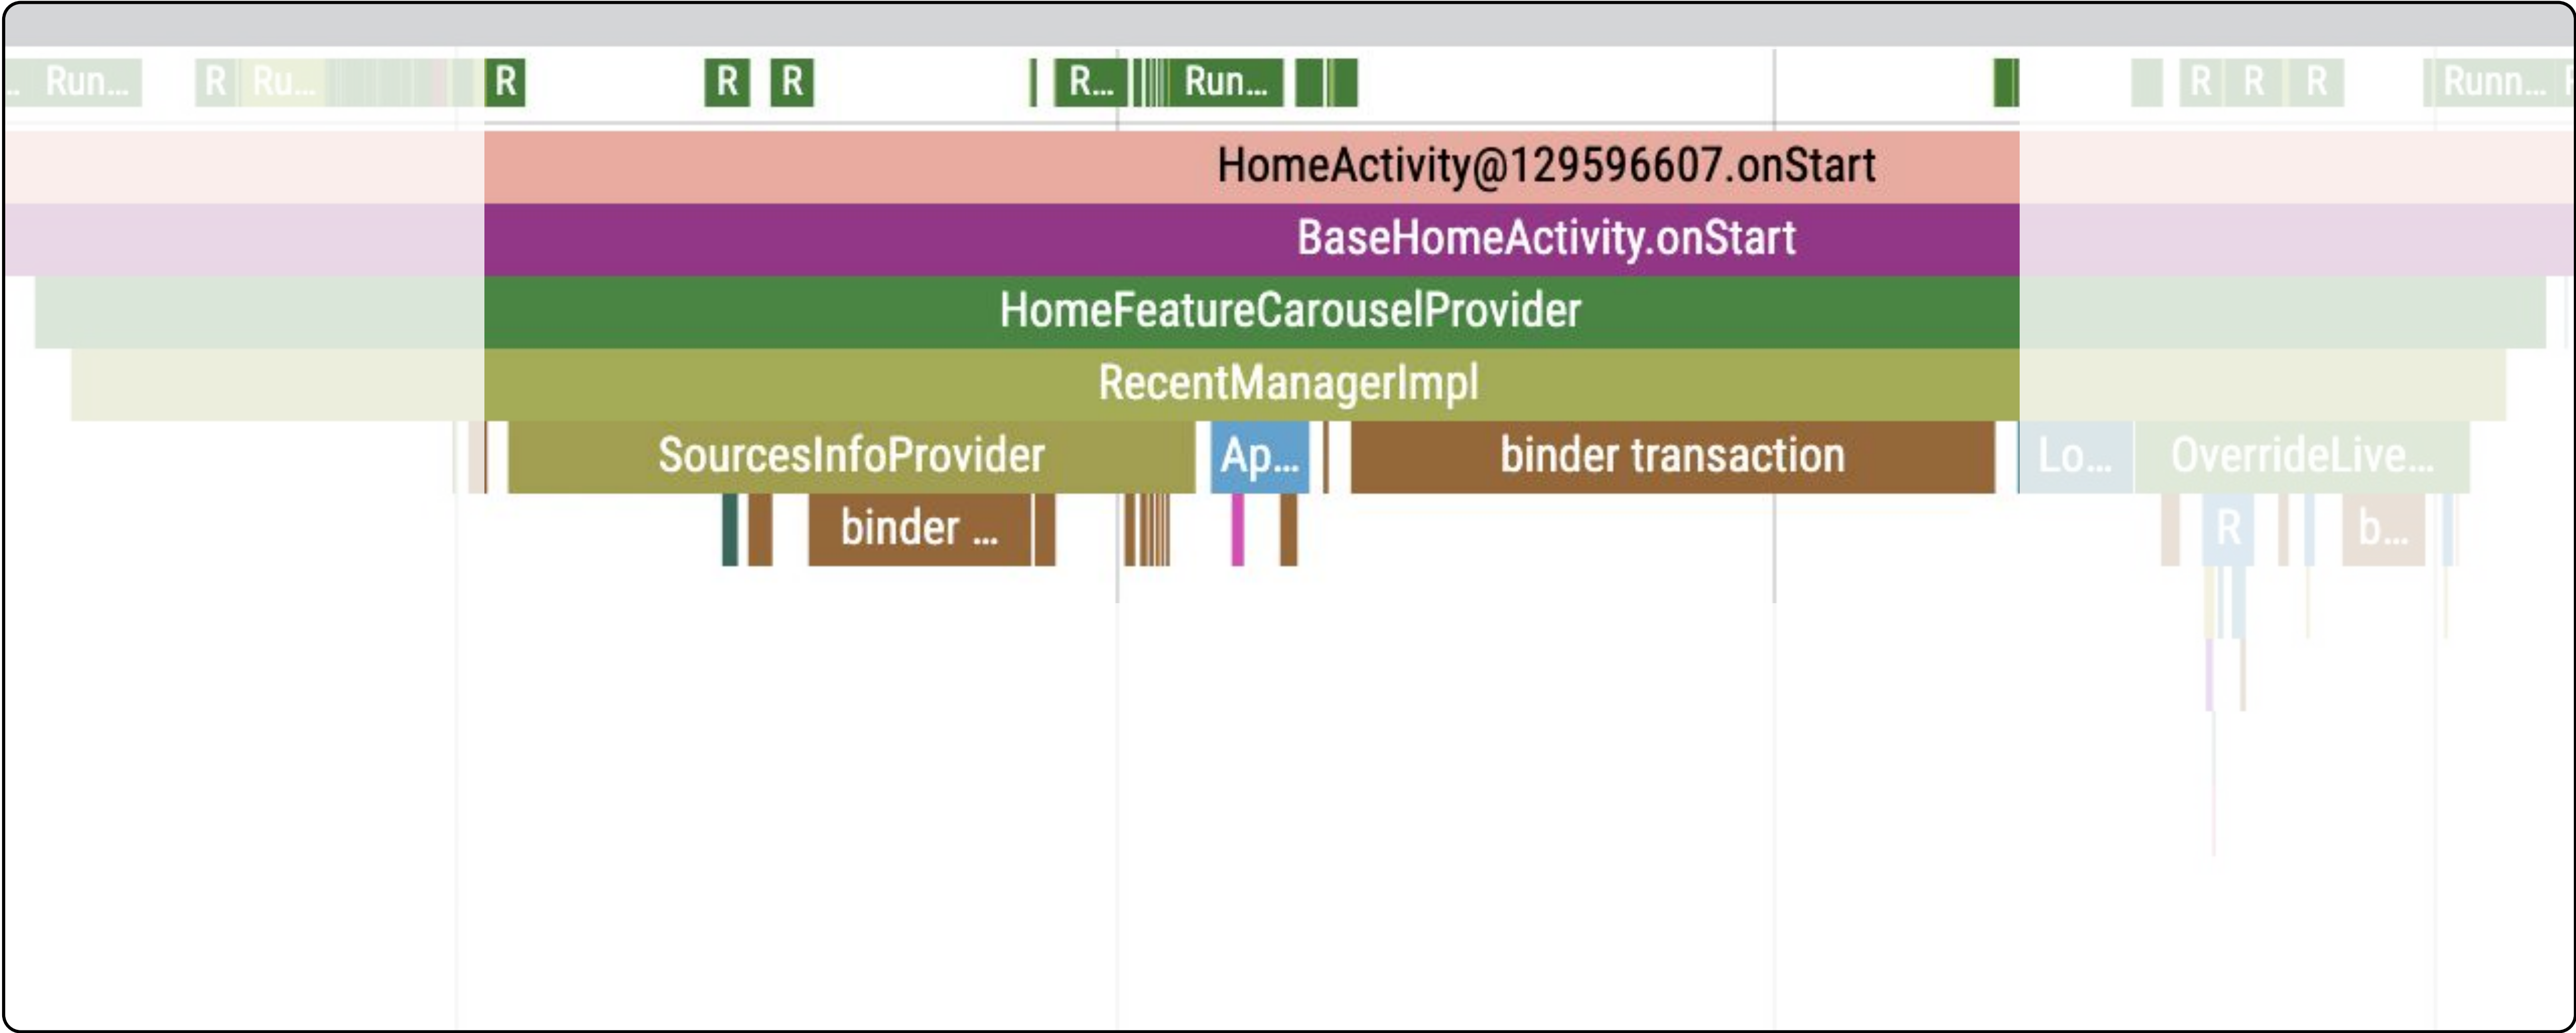 Run... R Ru... R R R R... Run... R R R Runn...
HomeActivity@129596607.onStart
BaseHomeActivity.onStart
HomeFeatureCarouselProvider
RecentManagerImpl
SourcesInfoProvider Ap... binder transaction Lo... OverrideLive...
binder ... R b...